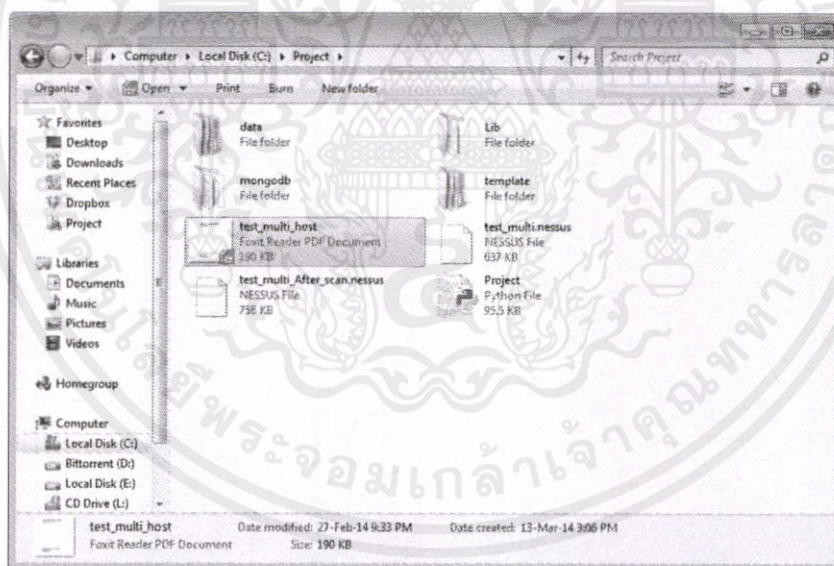 Computer ▸ Local Disk (C:) ▸ Project ▸
Search Project
Organize Open Print Burn New folder
Favorites
Desktop
Downloads
Recent Places
Dropbox
Project
Libraries
Documents
Music
Pictures
Videos
Homegroup
Computer
Local Disk (C:)
Bittorrent (D:)
Local Disk (E:)
CD Drive (L:)
data
File folder
Lib
File folder
mongodb
File folder
template
File folder
test_multi_host
Foxit Reader PDF Document
190 KB
test_multi.nessus
NESSUS File
637 KB
test_multi_After_scan.nessus
NESSUS File
758 KB
Project
Python File
95.5 KB
test_multi_host Date modified: 27-Feb-14 9:33 PM Date created: 13-Mar-14 3:06 PM
Foxit Reader PDF Document Size: 190 KB